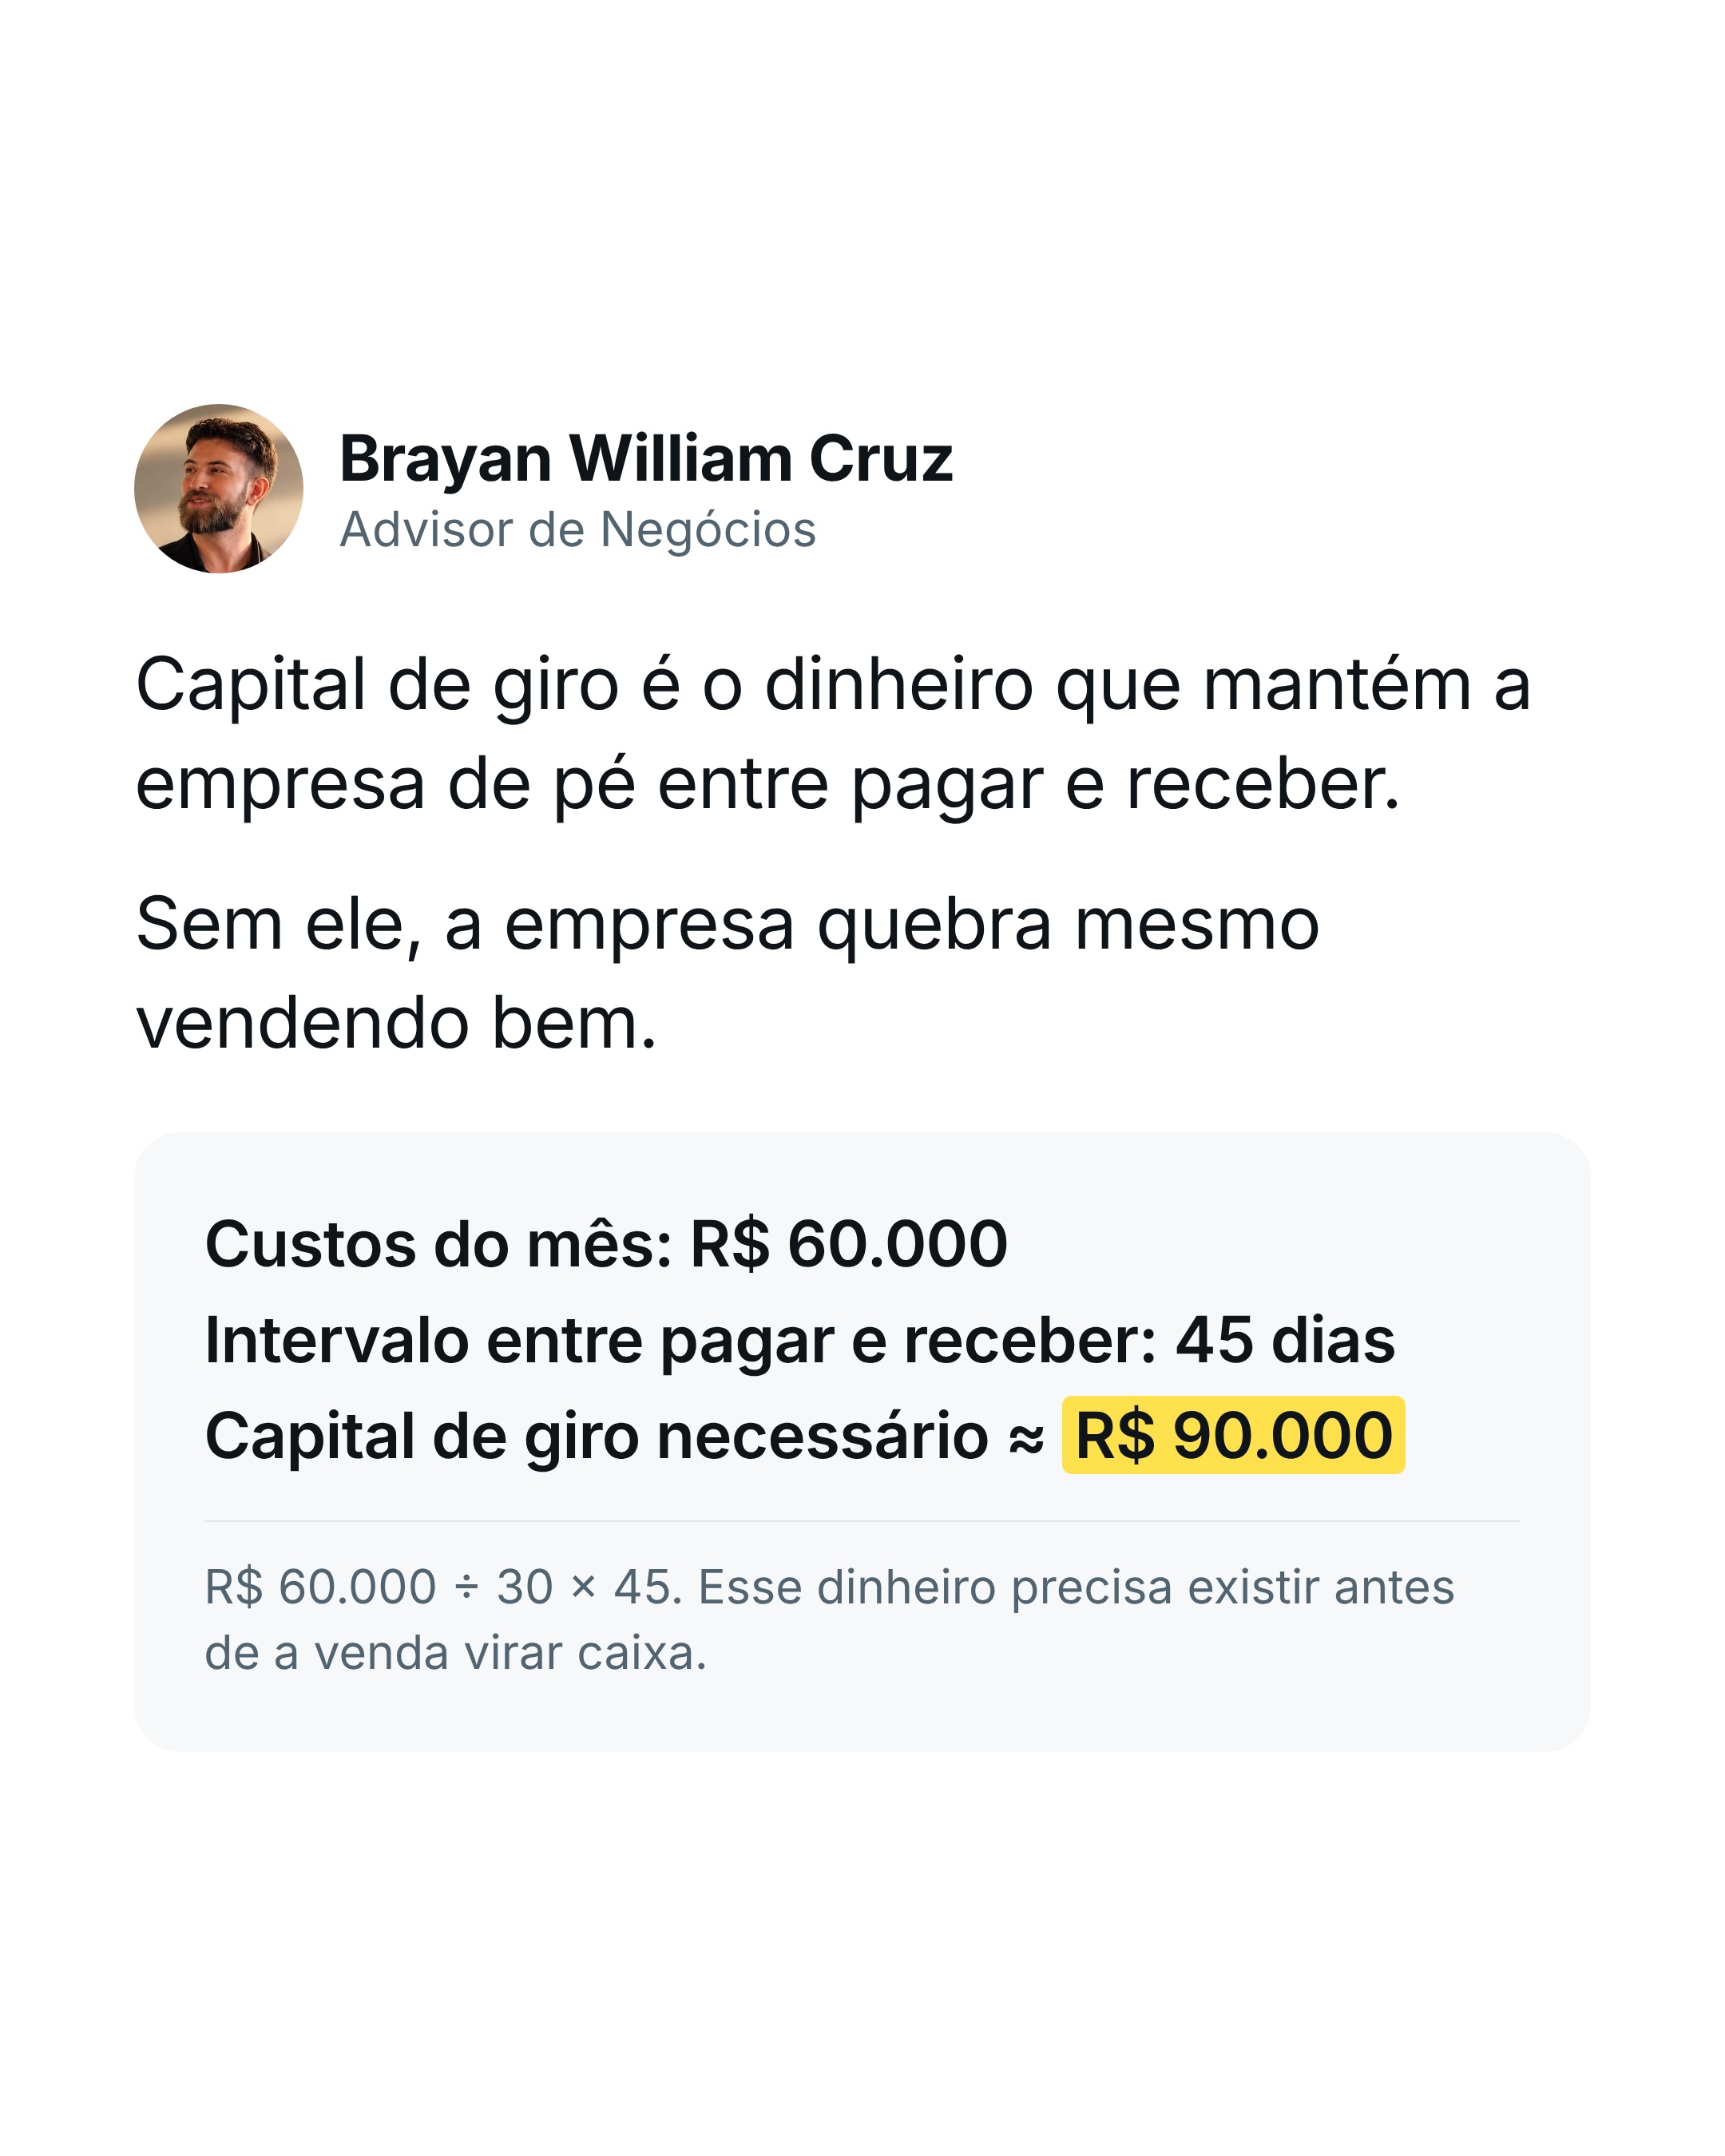 Brayan William Cruz
Advisor de Negócios
Capital de giro é o dinheiro que mantém a
empresa de pé entre pagar e receber.
Sem ele, a empresa quebra mesmo
vendendo bem.
Custos do mês: R$ 60.000
Intervalo entre pagar e receber: 45 dias
Capital de giro necessário ≈ R$ 90.000
R$ 60.000 ÷ 30 × 45. Esse dinheiro precisa existir antes
de a venda virar caixa.